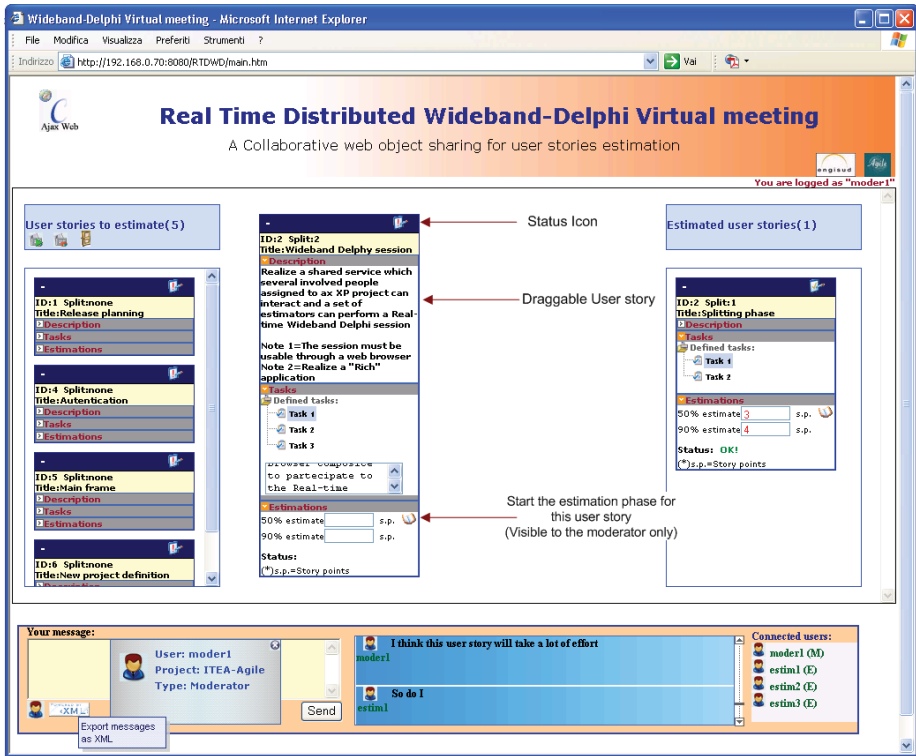 Wideband-Delphi Virtual meeting - Microsoft Internet Explorer
File Modifica Visualizza Preferiti Strumenti ?
Indirizzo http://192.168.0.70:8080/RTDWD/main.htm Vai
Ajax Web
Real Time Distributed Wideband-Delphi Virtual meeting
A Collaborative web object sharing for user stories estimation
engisud Agile
You are logged as "moder1"
User stories to estimate(5)
-
ID:1 Split:none
Title:Release planning
Description
Tasks
Estimations
-
ID:4 Split:none
Title:Autentication
Description
Tasks
Estimations
-
ID:5 Split:none
Title:Main frame
Description
Tasks
Estimations
-
ID:6 Split:none
Title:New project definition
Description
-
ID:2 Split:2
Title:Wideband Delphy session
Description
Realize a shared service which
several involved people
assigned to ax XP project can
interact and a set of
estimators can perform a Real-
time Wideband Delphi session
Note 1=The session must be
usable through a web browser
Note 2=Realize a "Rich"
application
Tasks
Defined tasks:
Task 1
Task 2
Task 3
browser composite
to partecipate to
the Real-time
Estimations
50% estimate s.p.
90% estimate s.p.
Status:
(*)s.p.=Story points
Status Icon
Draggable User story
Start the estimation phase for
this user story
(Visible to the moderator only)
Estimated user stories(1)
-
ID:2 Split:1
Title:Splitting phase
Description
Tasks
Defined tasks:
Task 1
Task 2
Estimations
50% estimate 3 s.p.
90% estimate 4 s.p.
Status: OK!
(*)s.p.=Story points
Your message:
User: moder1
Project: ITEA-Agile
Type: Moderator
XML
Send
Export messages
as XML
I think this user story will take a lot of effort
moder1
So do I
estim1
Connected users:
moder1 (M)
estim1 (E)
estim2 (E)
estim3 (E)